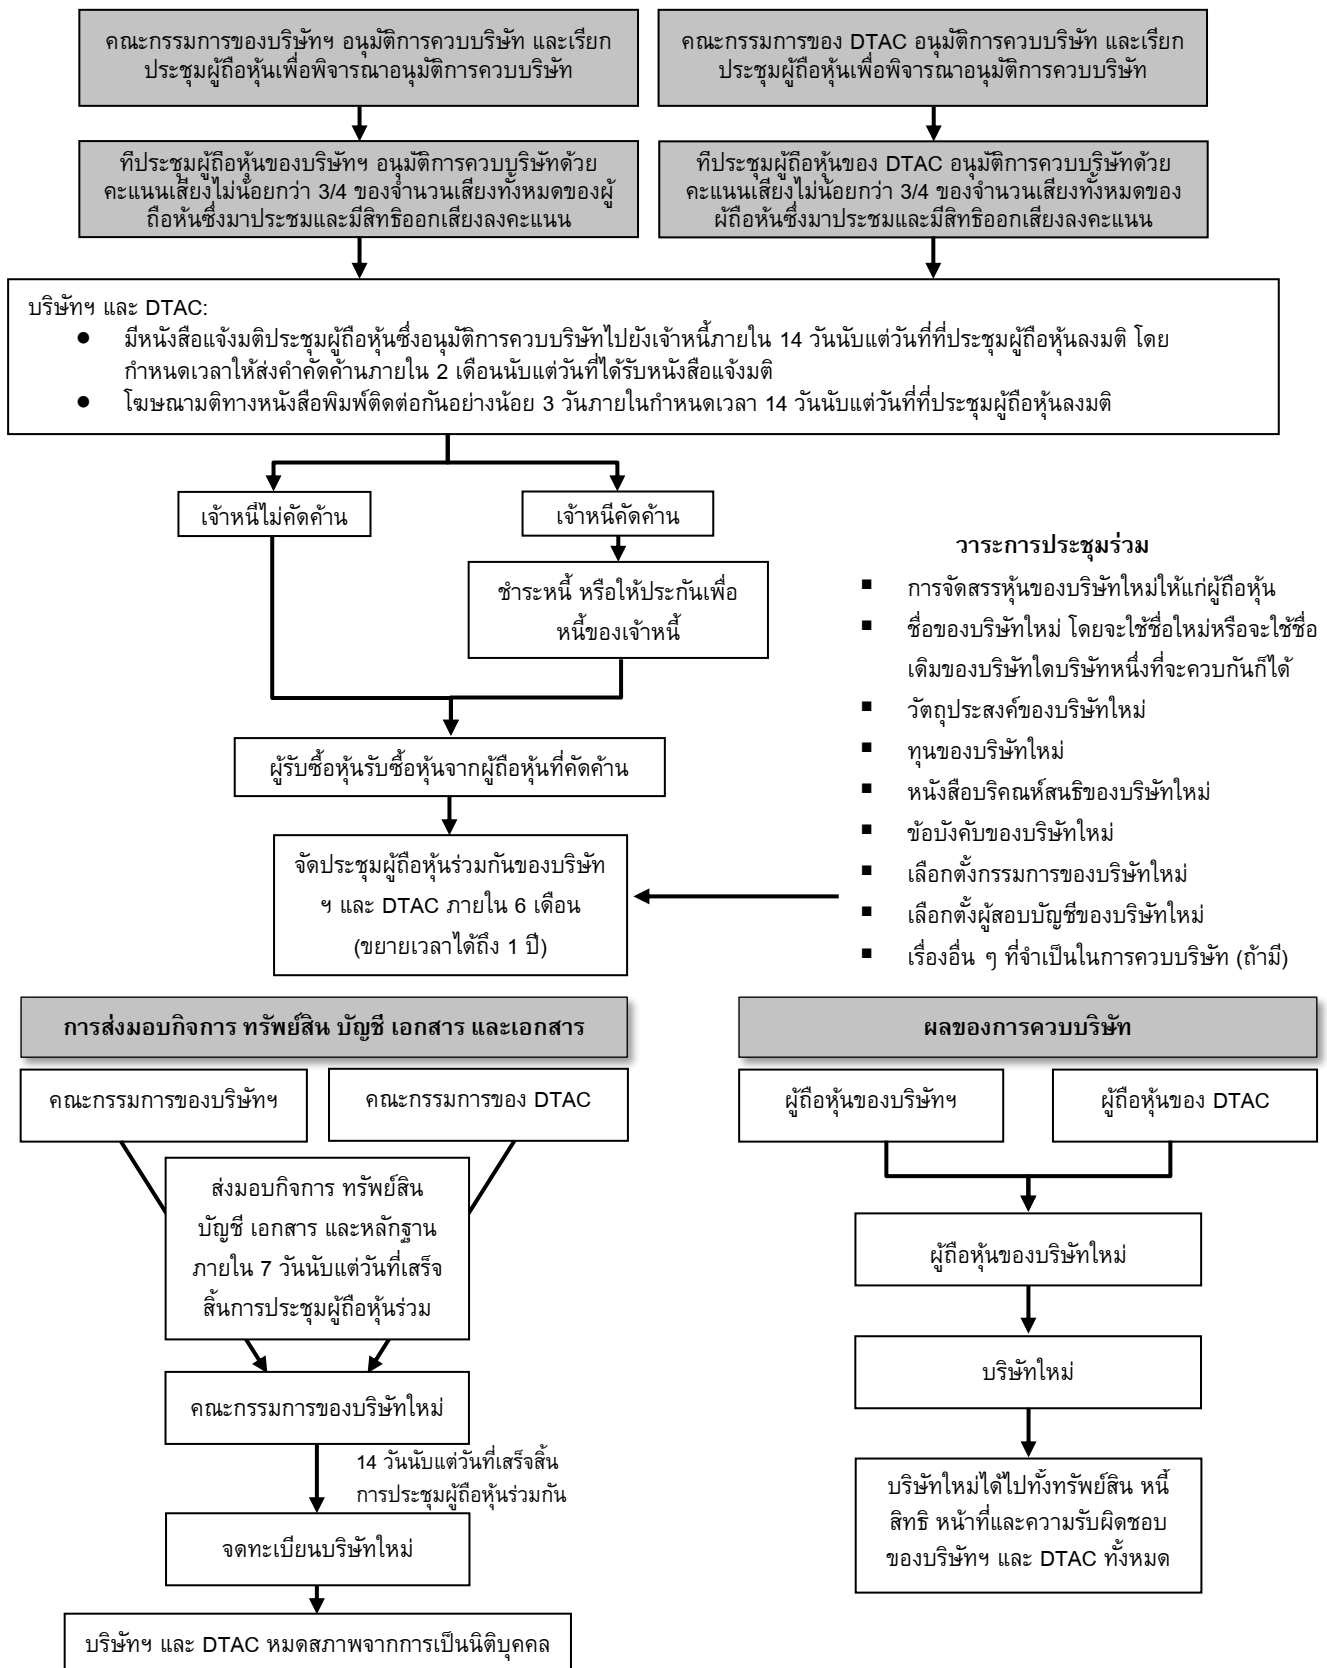 คณะกรรมการของบริษัทฯ อนุมัติการควบบริษัท และเรียก
ประชุมผู้ถือหุ้นเพื่อพิจารณาอนุมัติการควบบริษัท
คณะกรรมการของ DTAC อนุมัติการควบบริษัท และเรียก
ประชุมผู้ถือหุ้นเพื่อพิจารณาอนุมัติการควบบริษัท
ที่ประชุมผู้ถือหุ้นของบริษัทฯ อนุมัติการควบบริษัทด้วย
คะแนนเสียงไม่น้อยกว่า 3/4 ของจำนวนเสียงทั้งหมดของผู้
ถือหุ้นซึ่งมาประชุมและมีสิทธิออกเสียงลงคะแนน
ที่ประชุมผู้ถือหุ้นของ DTAC อนุมัติการควบบริษัทด้วย
คะแนนเสียงไม่น้อยกว่า 3/4 ของจำนวนเสียงทั้งหมดของ
ผู้ถือหุ้นซึ่งมาประชุมและมีสิทธิออกเสียงลงคะแนน
บริษัทฯ และ DTAC:
● มีหนังสือแจ้งมติประชุมผู้ถือหุ้นซึ่งอนุมัติการควบบริษัทไปยังเจ้าหนี้ภายใน 14 วันนับแต่วันที่ที่ประชุมผู้ถือหุ้นลงมติ โดย
กำหนดเวลาให้ส่งคำคัดค้านภายใน 2 เดือนนับแต่วันที่ได้รับหนังสือแจ้งมติ
● โฆษณามติทางหนังสือพิมพ์ติดต่อกันอย่างน้อย 3 วันภายในกำหนดเวลา 14 วันนับแต่วันที่ที่ประชุมผู้ถือหุ้นลงมติ
เจ้าหนี้ไม่คัดค้าน
เจ้าหนี้คัดค้าน
ชำระหนี้ หรือให้ประกันเพื่อ
หนี้ของเจ้าหนี้
ผู้รับซื้อหุ้นรับซื้อหุ้นจากผู้ถือหุ้นที่คัดค้าน
จัดประชุมผู้ถือหุ้นร่วมกันของบริษัท
ฯ และ DTAC ภายใน 6 เดือน
(ขยายเวลาได้ถึง 1 ปี)
วาระการประชุมร่วม
▪ การจัดสรรหุ้นของบริษัทใหม่ให้แก่ผู้ถือหุ้น
▪ ชื่อของบริษัทใหม่ โดยจะใช้ชื่อใหม่หรือจะใช้ชื่อ
เดิมของบริษัทใดบริษัทหนึ่งที่จะควบกันก็ได้
▪ วัตถุประสงค์ของบริษัทใหม่
▪ ทุนของบริษัทใหม่
▪ หนังสือบริคณห์สนธิของบริษัทใหม่
▪ ข้อบังคับของบริษัทใหม่
▪ เลือกตั้งกรรมการของบริษัทใหม่
▪ เลือกตั้งผู้สอบบัญชีของบริษัทใหม่
▪ เรื่องอื่น ๆ ที่จำเป็นในการควบบริษัท (ถ้ามี)
การส่งมอบกิจการ ทรัพย์สิน บัญชี เอกสาร และเอกสาร
คณะกรรมการของบริษัทฯ
คณะกรรมการของ DTAC
ส่งมอบกิจการ ทรัพย์สิน
บัญชี เอกสาร และหลักฐาน
ภายใน 7 วันนับแต่วันที่เสร็จ
สิ้นการประชุมผู้ถือหุ้นร่วม
คณะกรรมการของบริษัทใหม่
14 วันนับแต่วันที่เสร็จสิ้น
การประชุมผู้ถือหุ้นร่วมกัน
จดทะเบียนบริษัทใหม่
บริษัทฯ และ DTAC หมดสภาพจากการเป็นนิติบุคคล
ผลของการควบบริษัท
ผู้ถือหุ้นของบริษัทฯ
ผู้ถือหุ้นของ DTAC
ผู้ถือหุ้นของบริษัทใหม่
บริษัทใหม่
บริษัทใหม่ได้ไปทั้งทรัพย์สิน หนี้
สิทธิ หน้าที่และความรับผิดชอบ
ของบริษัทฯ และ DTAC ทั้งหมด